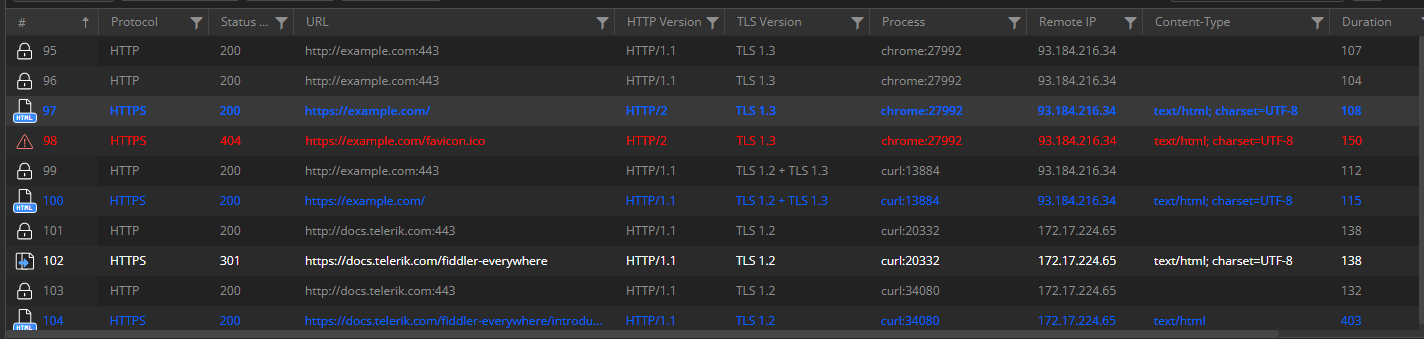 # Protocol Status ... URL HTTP Version TLS Version Process Remote IP Content-Type Duration
95 HTTP 200 http://example.com:443 HTTP/1.1 TLS 1.3 chrome:27992 93.184.216.34 107
96 HTTP 200 http://example.com:443 HTTP/1.1 TLS 1.3 chrome:27992 93.184.216.34 104
HTML 97 HTTPS 200 https://example.com/ HTTP/2 TLS 1.3 chrome:27992 93.184.216.34 text/html; charset=UTF-8 108
98 HTTPS 404 https://example.com/favicon.ico HTTP/2 TLS 1.3 chrome:27992 93.184.216.34 text/html; charset=UTF-8 150
99 HTTP 200 http://example.com:443 HTTP/1.1 TLS 1.2 + TLS 1.3 curl:13884 93.184.216.34 112
HTML 100 HTTPS 200 https://example.com/ HTTP/1.1 TLS 1.2 + TLS 1.3 curl:13884 93.184.216.34 text/html; charset=UTF-8 115
101 HTTP 200 http://docs.telerik.com:443 HTTP/1.1 TLS 1.2 curl:20332 172.17.224.65 138
102 HTTPS 301 https://docs.telerik.com/fiddler-everywhere HTTP/1.1 TLS 1.2 curl:20332 172.17.224.65 text/html; charset=UTF-8 138
103 HTTP 200 http://docs.telerik.com:443 HTTP/1.1 TLS 1.2 curl:34080 172.17.224.65 132
HTML 104 HTTPS 200 https://docs.telerik.com/fiddler-everywhere/introdu... HTTP/1.1 TLS 1.2 curl:34080 172.17.224.65 text/html 403